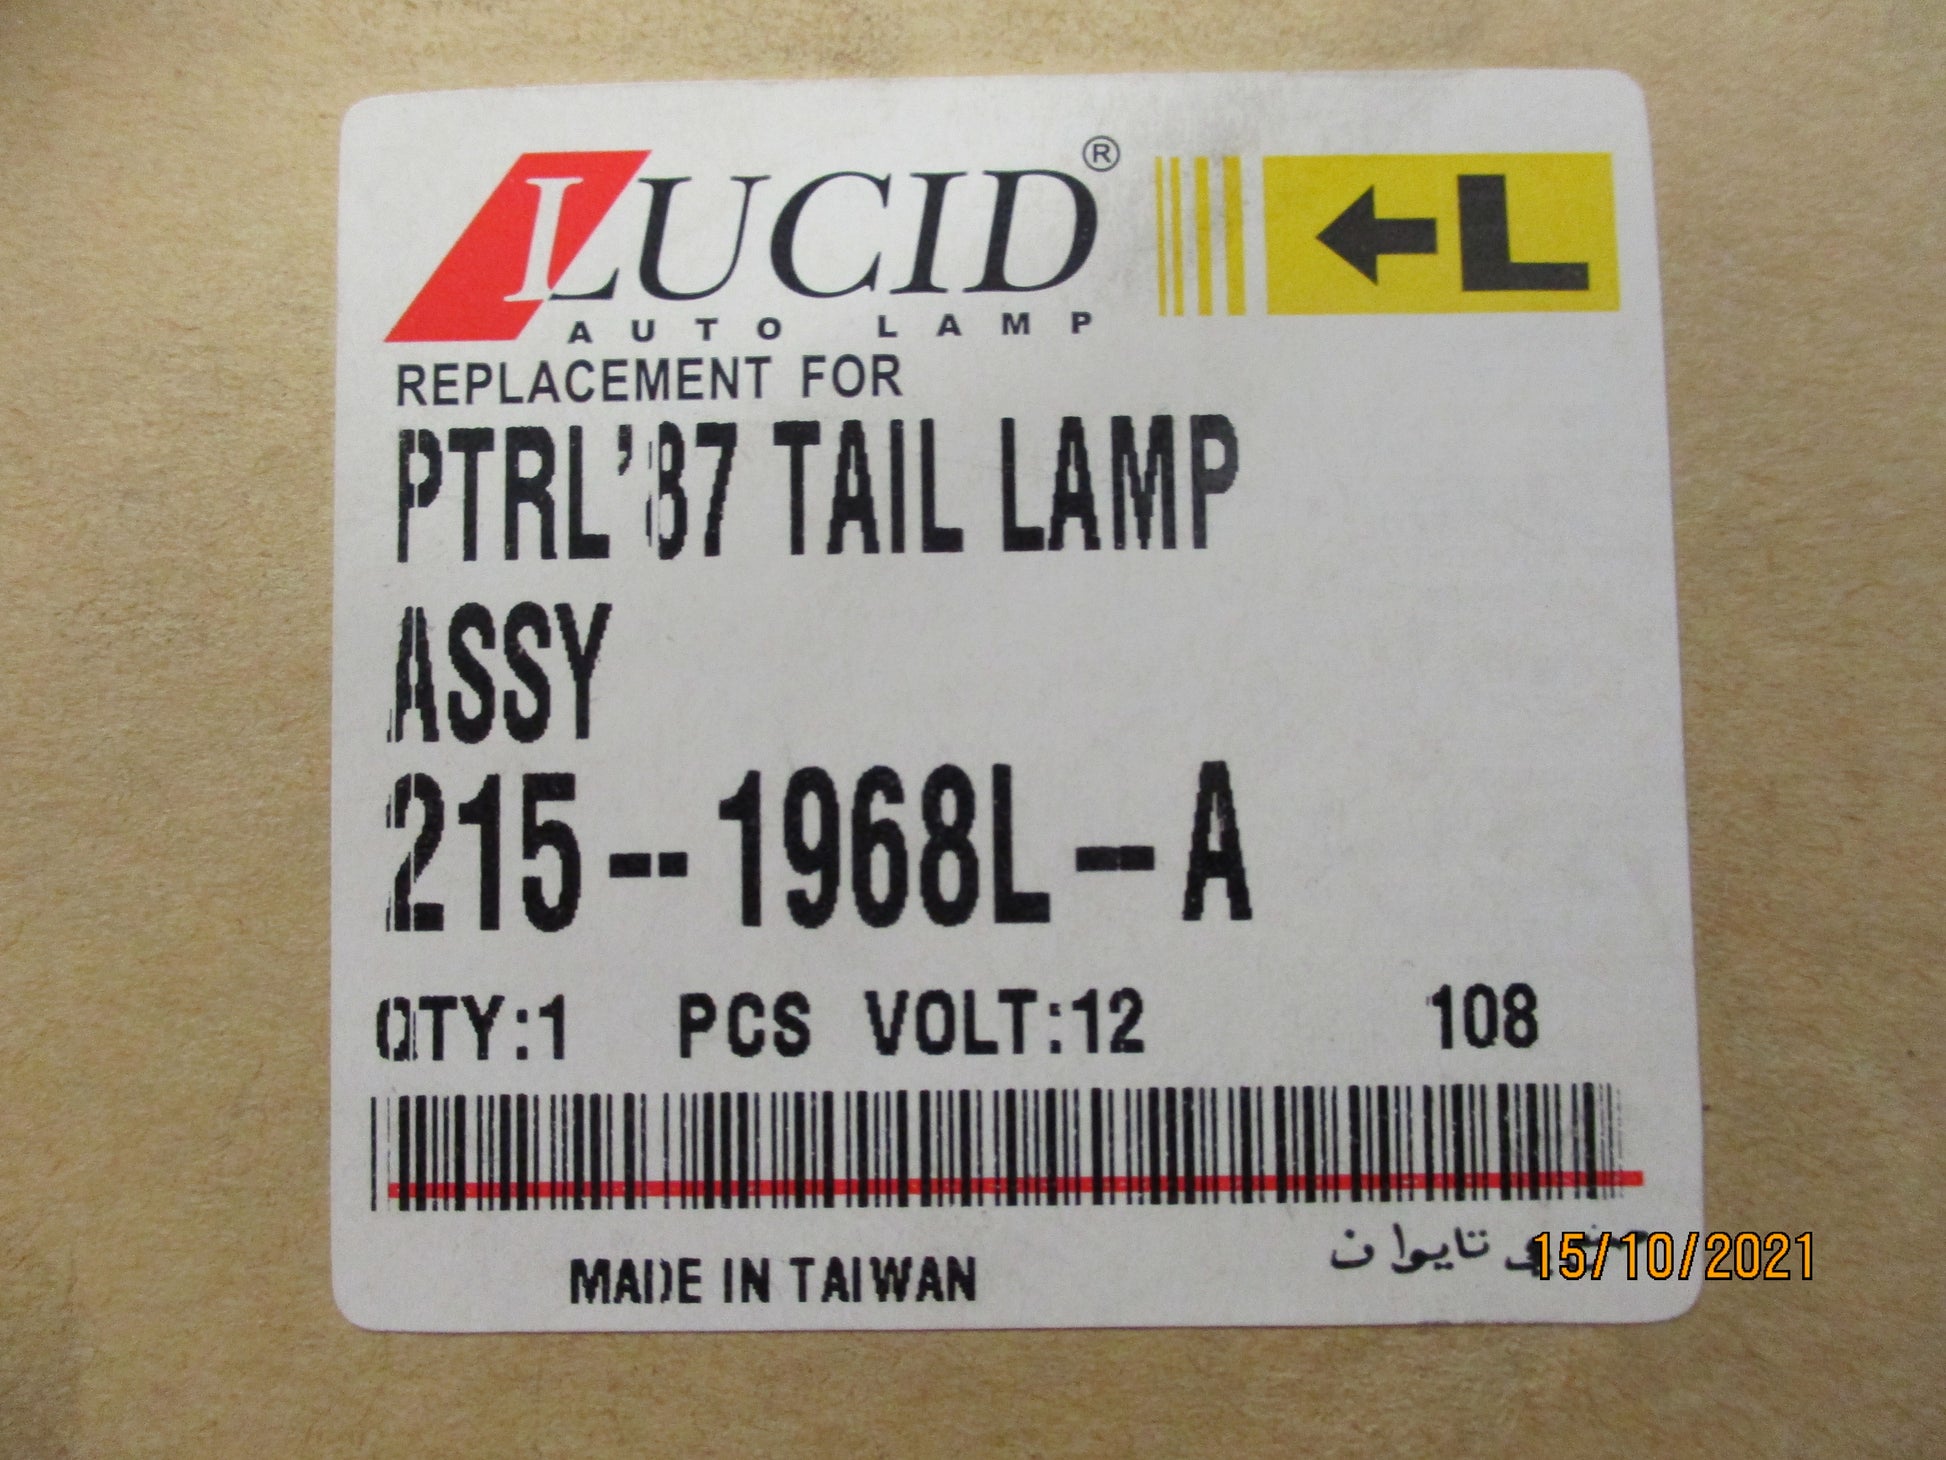 LUCID®
AUTO LAMP
←L
REPLACEMENT FOR
PTRL'87 TAIL LAMP
ASSY
215--1968L--A
QTY:1 PCS VOLT:12 108
MADE IN TAIWAN
تايوان
15/10/2021